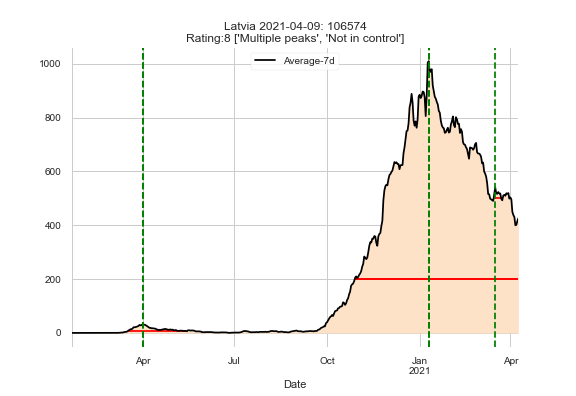 Latvia 2021-04-09: 106574
Rating:8 ['Multiple peaks', 'Not in control']
Average-7d
1000
800
600
400
200
0
Apr
Jul
Oct
Jan
2021
Apr
Date